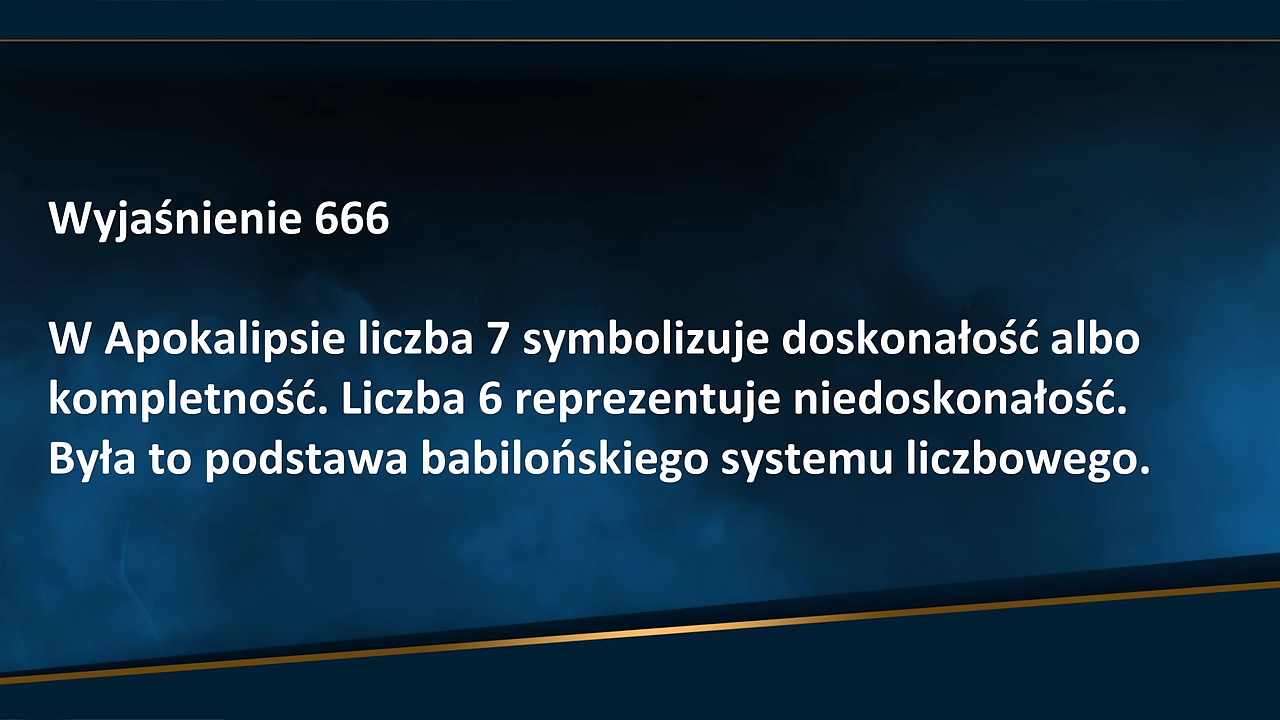 Wyjaśnienie 666
W Apokalipsie liczba 7 symbolizuje doskonałość albo
kompletność. Liczba 6 reprezentuje niedoskonałość.
Była to podstawa babilońskiego systemu liczbowego.